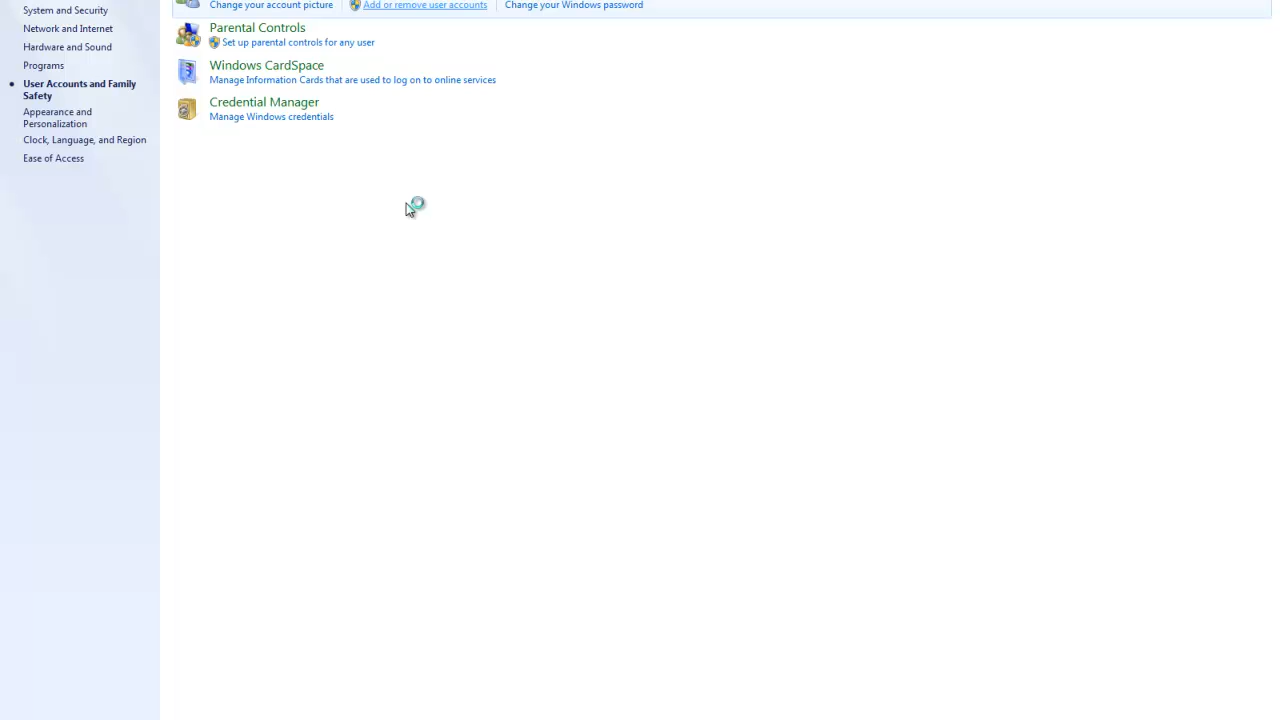 System and Security
Network and Internet
Hardware and Sound
Programs
User Accounts and Family
Safety
Appearance and
Personalization
Clock, Language, and Region
Ease of Access
Change your account picture Add or remove user accounts Change your Windows password
Parental Controls
Set up parental controls for any user
Windows CardSpace
Manage Information Cards that are used to log on to online services
Credential Manager
Manage Windows credentials